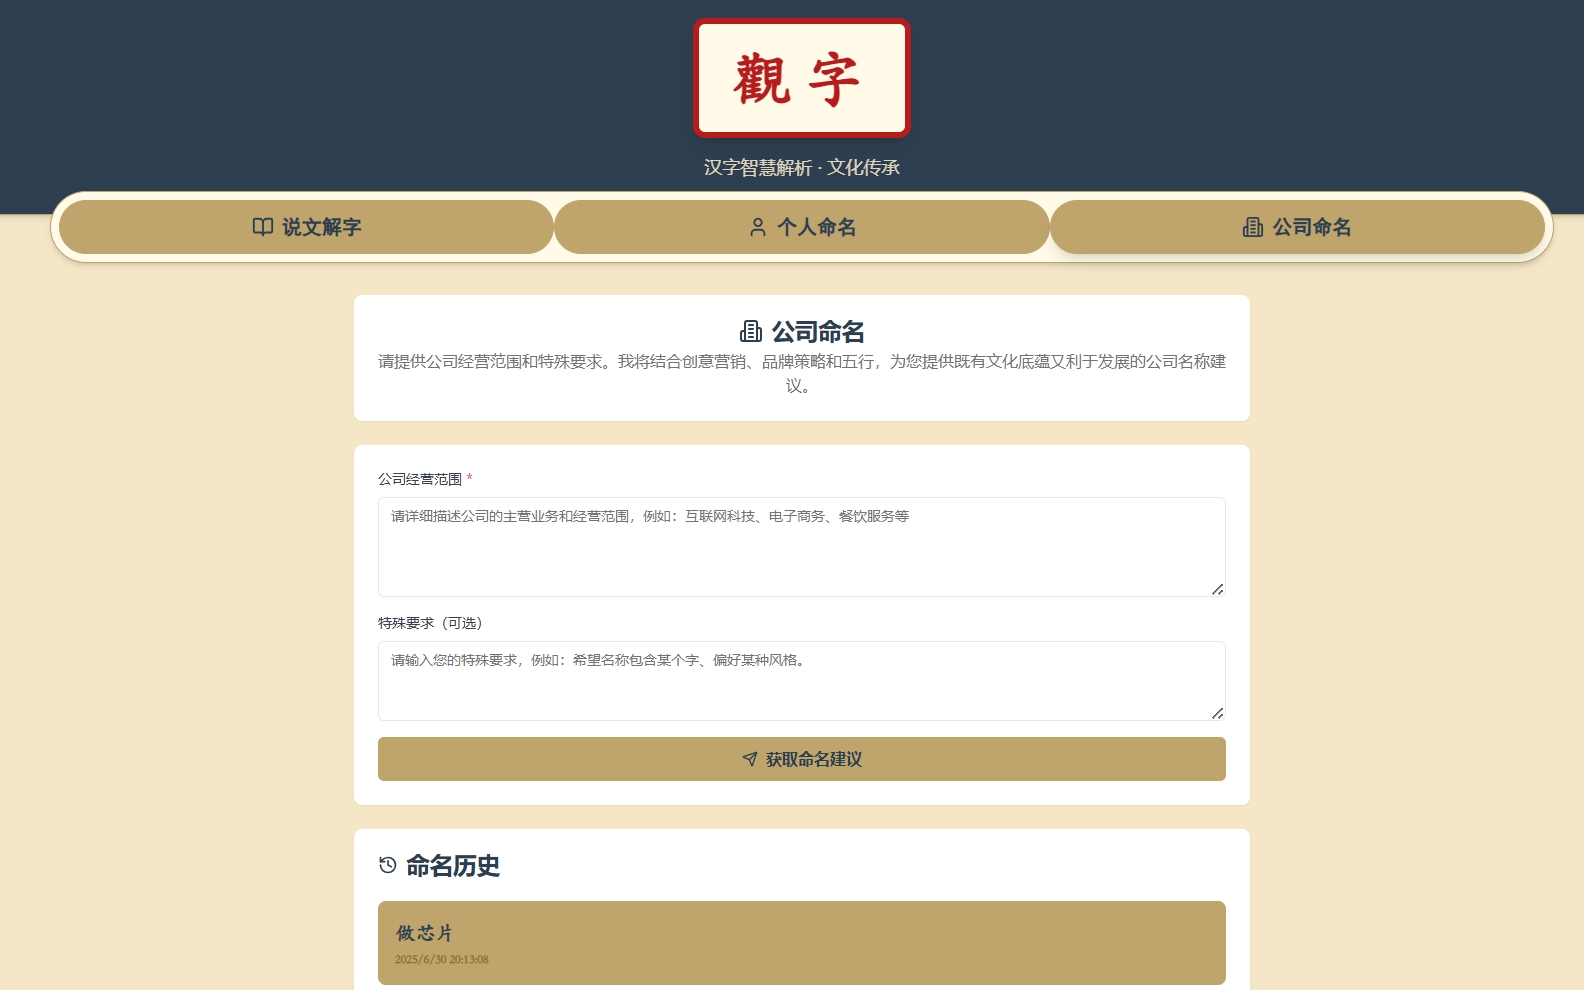 觀字
汉字智慧解析 · 文化传承
说文解字
个人命名
公司命名
公司命名
请提供公司经营范围和特殊要求。我将结合创意营销、品牌策略和五行，为您提供既有文化底蕴又利于发展的公司名称建
议。
公司经营范围 *
请详细描述公司的主营业务和经营范围，例如：互联网科技、电子商务、餐饮服务等
特殊要求（可选）
请输入您的特殊要求，例如：希望名称包含某个字、偏好某种风格。
获取命名建议
命名历史
做芯片
2025/6/30 20:13:08